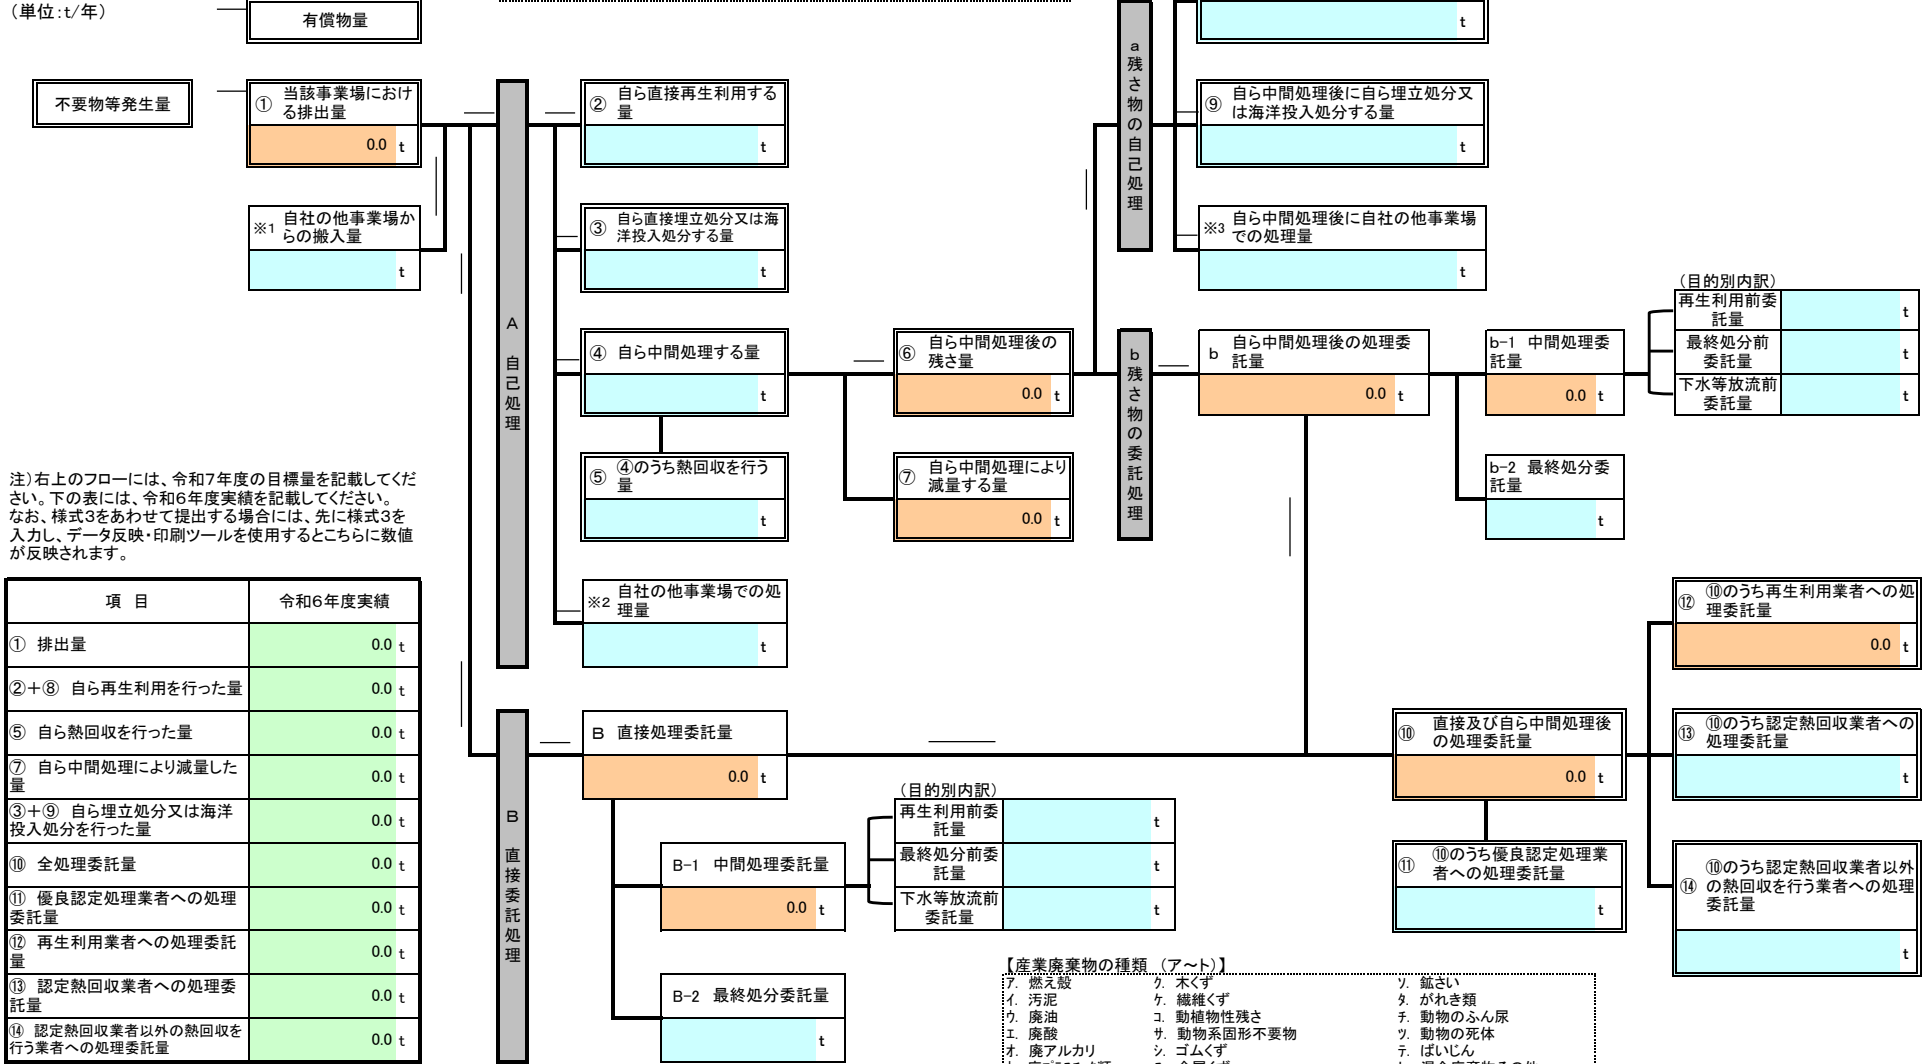 （単位:t/年）
有償物量
t
a 残さ物の自己処理
不要物等発生量
① 当該事業場におけ
る排出量
0.0 t
② 自ら直接再生利用する
量
t
⑨ 自ら中間処理後に自ら埋立処分又
は海洋投入処分する量
t
※1 自社の他事業場か
らの搬入量
t
③ 自ら直接埋立処分又は海
洋投入処分する量
t
※3 自ら中間処理後に自社の他事業場
での処理量
t
A 自己処理
④ 自ら中間処理する量
t
⑥ 自ら中間処理後の
残さ量
0.0 t
b 残さ物の委託処理
b 自ら中間処理後の処理委
託量
0.0 t
b-1 中間処理委
託量
0.0 t
（目的別内訳）
再生利用前委
託量
t
最終処分前
委託量
t
下水等放流前
委託量
t
⑤ ④のうち熱回収を行う
量
t
⑦ 自ら中間処理により
減量する量
0.0 t
b-2 最終処分委
託量
t
注）右上のフローには、令和7年度の目標量を記載してくだ
さい。下の表には、令和6年度実績を記載してください。
なお、様式3をあわせて提出する場合には、先に様式3を
入力し、データ反映・印刷ツールを使用するとこちらに数値
が反映されます。
※2 自社の他事業場での処
理量
t
項 目 令和6年度実績
① 排出量 0.0 t
②＋⑧ 自ら再生利用を行った量 0.0 t
⑤ 自ら熱回収を行った量 0.0 t
⑦ 自ら中間処理により減量した
量 0.0 t
③＋⑨ 自ら埋立処分又は海洋
投入処分を行った量 0.0 t
⑩ 全処理委託量 0.0 t
⑪ 優良認定処理業者への処理
委託量 0.0 t
⑫ 再生利用業者への処理委託
量 0.0 t
⑬ 認定熱回収業者への処理委
託量 0.0 t
⑭ 認定熱回収業者以外の熱回収を
行う業者への処理委託量 0.0 t
B 直接委託処理
B 直接処理委託量
0.0 t
B-1 中間処理委託量
0.0 t
（目的別内訳）
再生利用前委
託量
t
最終処分前委
託量
t
下水等放流前
委託量
t
B-2 最終処分委託量
t
⑩ 直接及び自ら中間処理後
の処理委託量
0.0 t
⑪ ⑩のうち優良認定処理業
者への処理委託量
t
⑫ ⑩のうち再生利用業者への処
理委託量
0.0 t
⑬ ⑩のうち認定熱回収業者への
処理委託量
t
⑭ ⑩のうち認定熱回収業者以外
の熱回収を行う業者への処理
委託量
t
【産業廃棄物の種類 （ア～ト）】
ア. 燃え殻 ク. 木くず ソ. 鉱さい
イ. 汚泥 ケ. 繊維くず タ. がれき類
ウ. 廃油 コ. 動植物性残さ チ. 動物のふん尿
エ. 廃酸 サ. 動物系固形不要物 ツ. 動物の死体
オ. 廃アルカリ シ. ゴムくず テ. ばいじん